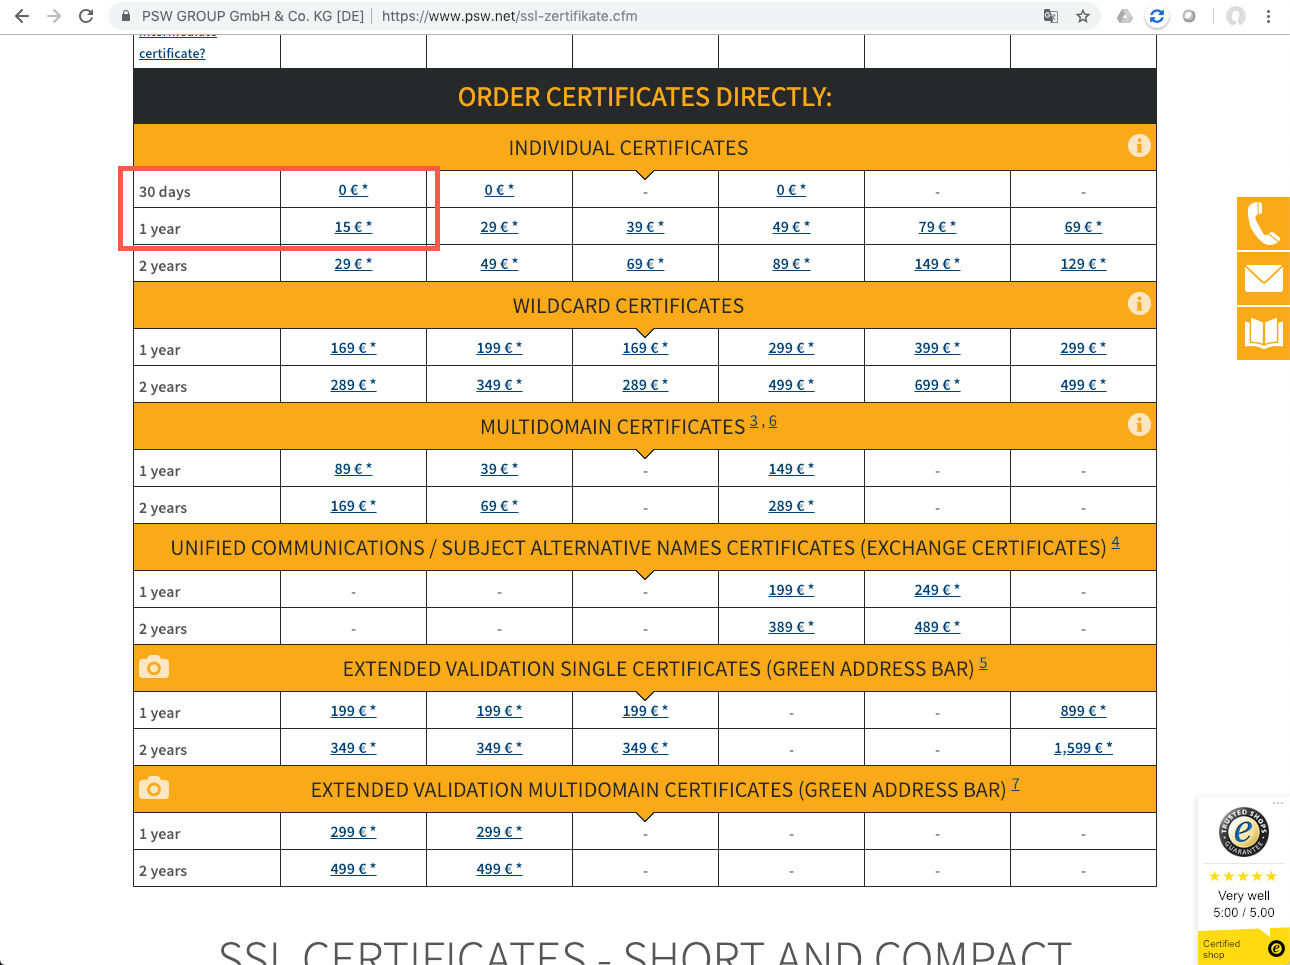 PSW GROUP GmbH & Co. KG [DE] | https://www.psw.net/ssl-zertifikate.cfm
intermediate
certificate?
ORDER CERTIFICATES DIRECTLY:
INDIVIDUAL CERTIFICATES
30 days 0 € * 0 € * - 0 € * - -
1 year 15 € * 29 € * 39 € * 49 € * 79 € * 69 € *
2 years 29 € * 49 € * 69 € * 89 € * 149 € * 129 € *
WILDCARD CERTIFICATES
1 year 169 € * 199 € * 169 € * 299 € * 399 € * 299 € *
2 years 289 € * 349 € * 289 € * 499 € * 699 € * 499 € *
MULTIDOMAIN CERTIFICATES 3 , 6
1 year 89 € * 39 € * - 149 € * - -
2 years 169 € * 69 € * - 289 € * - -
UNIFIED COMMUNICATIONS / SUBJECT ALTERNATIVE NAMES CERTIFICATES (EXCHANGE CERTIFICATES) 4
1 year - - - 199 € * 249 € * -
2 years - - - 389 € * 489 € * -
EXTENDED VALIDATION SINGLE CERTIFICATES (GREEN ADDRESS BAR) 5
1 year 199 € * 199 € * 199 € * - - 899 € *
2 years 349 € * 349 € * 349 € * - - 1,599 € *
EXTENDED VALIDATION MULTIDOMAIN CERTIFICATES (GREEN ADDRESS BAR) 7
1 year 299 € * 299 € * - - - -
2 years 499 € * 499 € * - - - -
TRUSTED SHOPS
GUARANTEE
Very well
5:00 / 5.00
Certified
shop
SSL CERTIFICATES - SHORT AND COMPACT